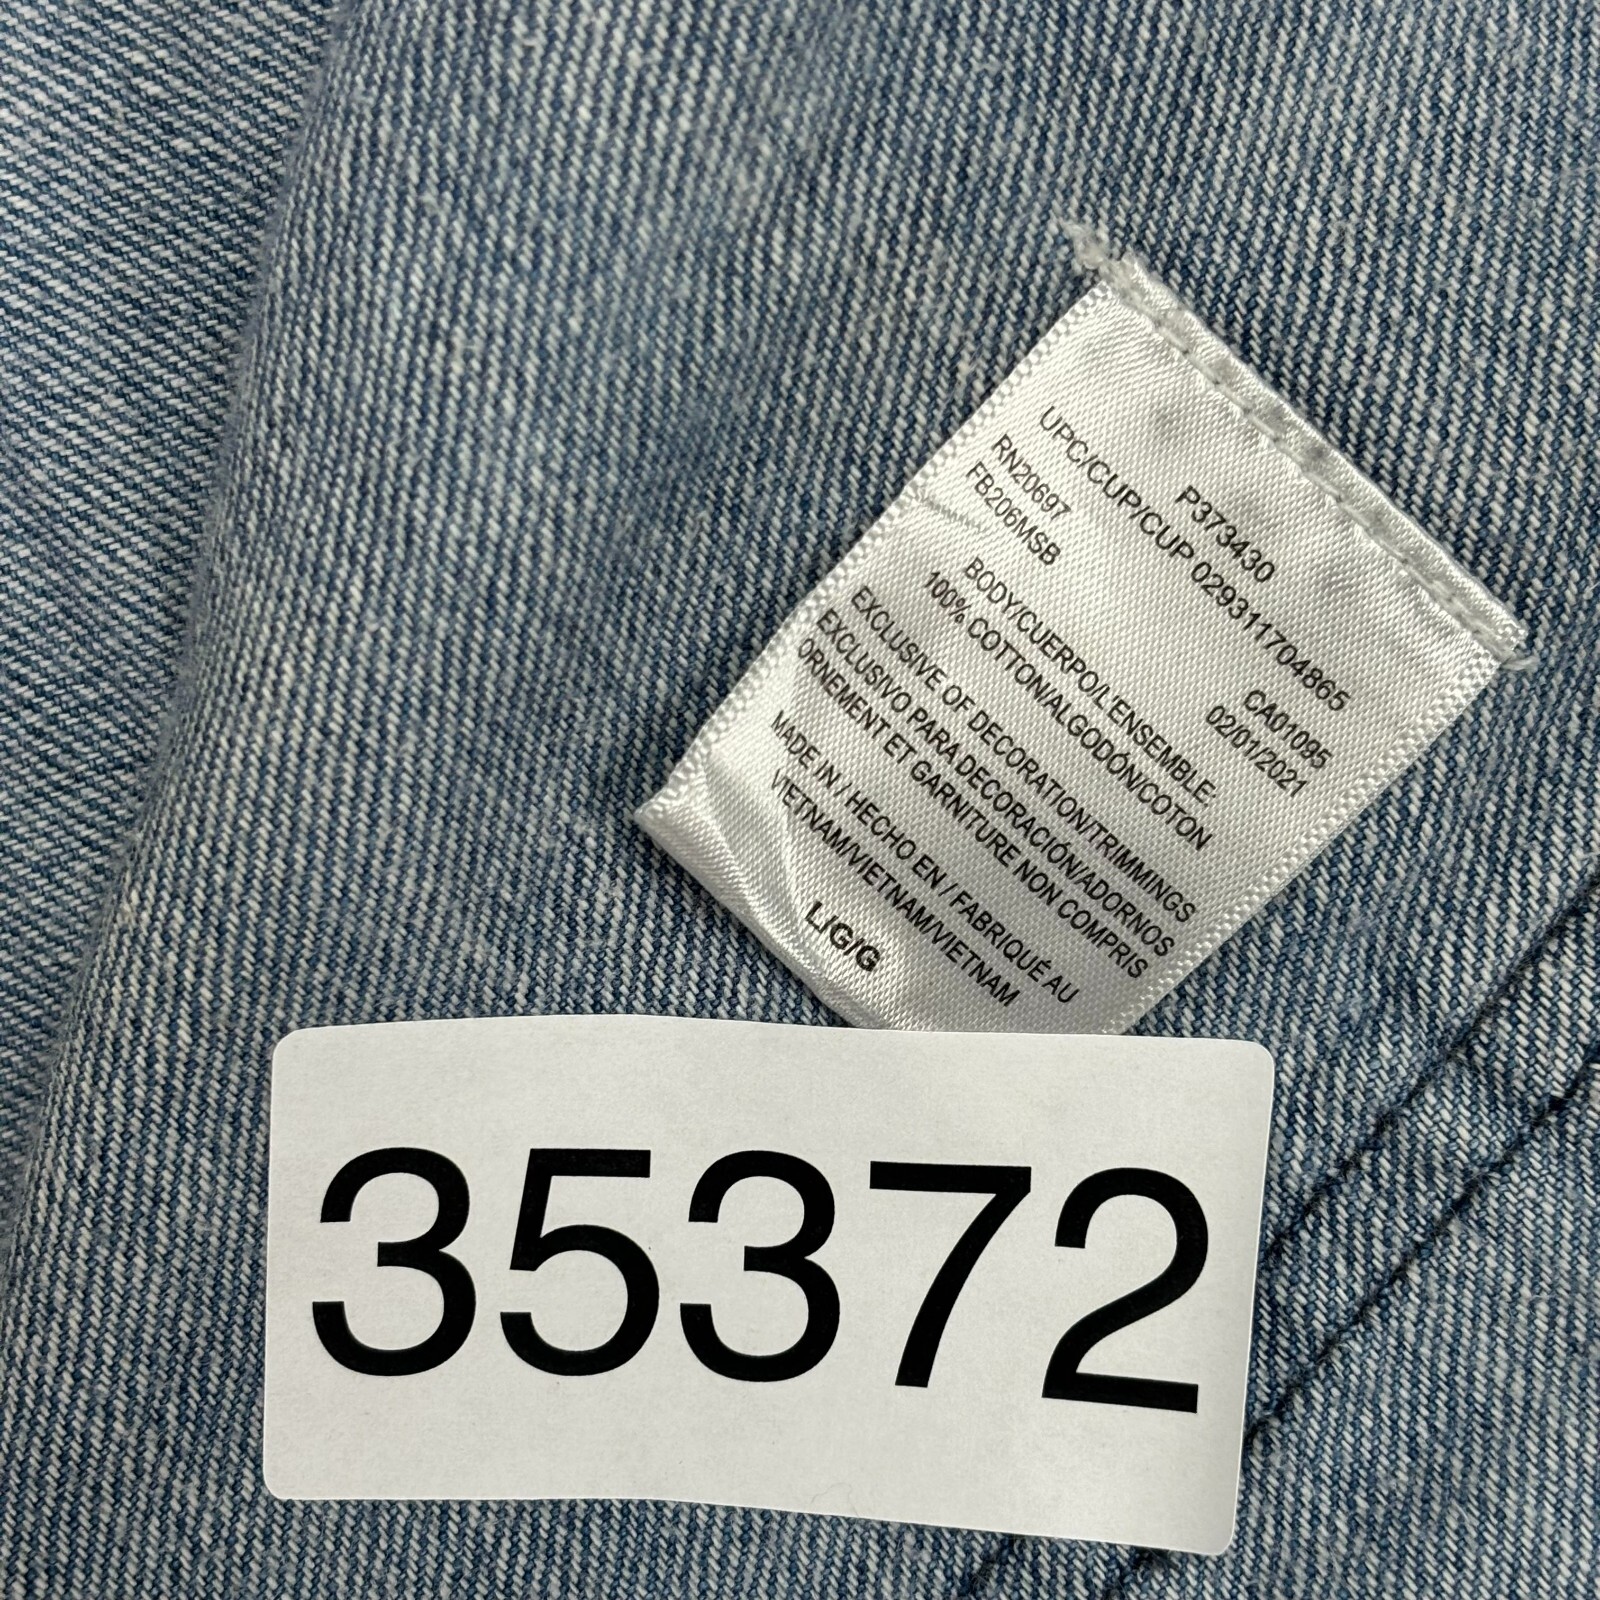 P373430
UPC/CUP/CUP 029311704865
RN20697 CA01095
FB206MSB 02/01/2021
BODY/CUERPO/L'ENSEMBLE.
100% COTTON/ALGODÓN/COTON
EXCLUSIVE OF DECORATION/TRIMMINGS
EXCLUSIVO PARA DECORACIÓN/ADORNOS
ORNEMENT ET GARNITURE NON COMPRIS
MADE IN / HECHO EN / FABRIQUÉ AU
VIETNAM/VIETNAM/VIETNAM
L/G/G
35372